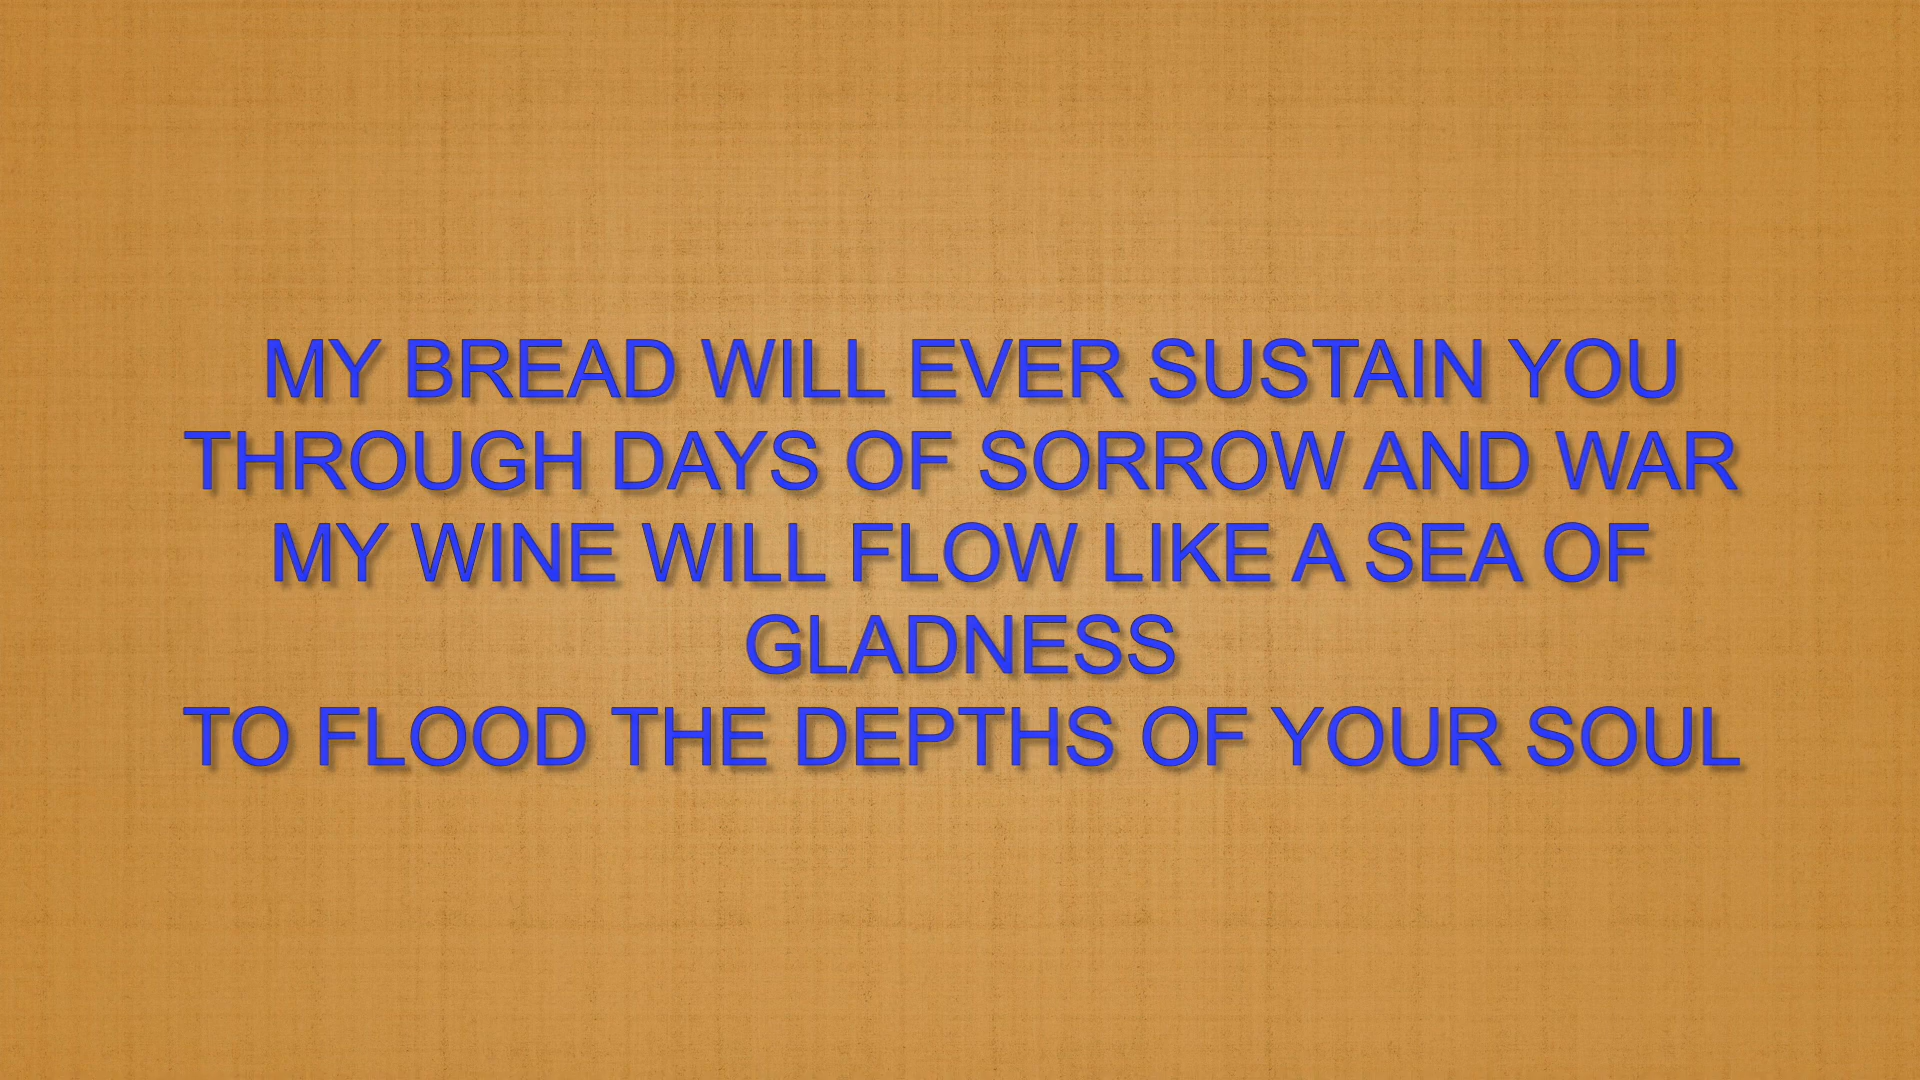 MY BREAD WILL EVER SUSTAIN YOU
THROUGH DAYS OF SORROW AND WAR
MY WINE WILL FLOW LIKE A SEA OF
GLADNESS
TO FLOOD THE DEPTHS OF YOUR SOUL